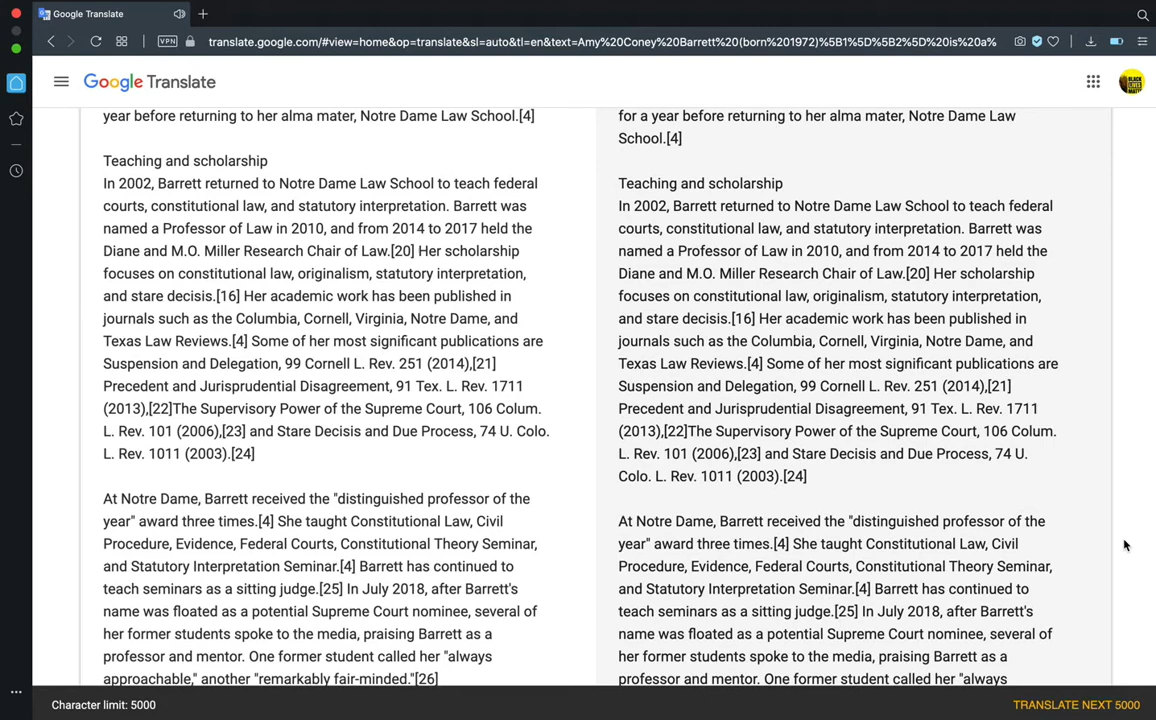 Google Translate
VPN
translate.google.com/#view=home&op=translate&sl=auto&tl=en&text=Amy%20Coney%20Barrett%20(born%201972)%5B1%5D%5B2%5D%20is%20a%
Google Translate
BLACK LIVES MATTER
year before returning to her alma mater, Notre Dame Law School.[4]
Teaching and scholarship
In 2002, Barrett returned to Notre Dame Law School to teach federal
courts, constitutional law, and statutory interpretation. Barrett was
named a Professor of Law in 2010, and from 2014 to 2017 held the
Diane and M.O. Miller Research Chair of Law.[20] Her scholarship
focuses on constitutional law, originalism, statutory interpretation,
and stare decisis.[16] Her academic work has been published in
journals such as the Columbia, Cornell, Virginia, Notre Dame, and
Texas Law Reviews.[4] Some of her most significant publications are
Suspension and Delegation, 99 Cornell L. Rev. 251 (2014),[21]
Precedent and Jurisprudential Disagreement, 91 Tex. L. Rev. 1711
(2013),[22]The Supervisory Power of the Supreme Court, 106 Colum.
L. Rev. 101 (2006),[23] and Stare Decisis and Due Process, 74 U. Colo.
L. Rev. 1011 (2003).[24]
At Notre Dame, Barrett received the "distinguished professor of the
year" award three times.[4] She taught Constitutional Law, Civil
Procedure, Evidence, Federal Courts, Constitutional Theory Seminar,
and Statutory Interpretation Seminar.[4] Barrett has continued to
teach seminars as a sitting judge.[25] In July 2018, after Barrett's
name was floated as a potential Supreme Court nominee, several of
her former students spoke to the media, praising Barrett as a
professor and mentor. One former student called her "always
approachable," another "remarkably fair-minded."[26]
for a year before returning to her alma mater, Notre Dame Law
School.[4]
Teaching and scholarship
In 2002, Barrett returned to Notre Dame Law School to teach federal
courts, constitutional law, and statutory interpretation. Barrett was
named a Professor of Law in 2010, and from 2014 to 2017 held the
Diane and M.O. Miller Research Chair of Law.[20] Her scholarship
focuses on constitutional law, originalism, statutory interpretation,
and stare decisis.[16] Her academic work has been published in
journals such as the Columbia, Cornell, Virginia, Notre Dame, and
Texas Law Reviews.[4] Some of her most significant publications are
Suspension and Delegation, 99 Cornell L. Rev. 251 (2014),[21]
Precedent and Jurisprudential Disagreement, 91 Tex. L. Rev. 1711
(2013),[22]The Supervisory Power of the Supreme Court, 106 Colum.
L. Rev. 101 (2006),[23] and Stare Decisis and Due Process, 74 U.
Colo. L. Rev. 1011 (2003).[24]
At Notre Dame, Barrett received the "distinguished professor of the
year" award three times.[4] She taught Constitutional Law, Civil
Procedure, Evidence, Federal Courts, Constitutional Theory Seminar,
and Statutory Interpretation Seminar.[4] Barrett has continued to
teach seminars as a sitting judge.[25] In July 2018, after Barrett's
name was floated as a potential Supreme Court nominee, several of
her former students spoke to the media, praising Barrett as a
professor and mentor. One former student called her "always
Character limit: 5000
TRANSLATE NEXT 5000